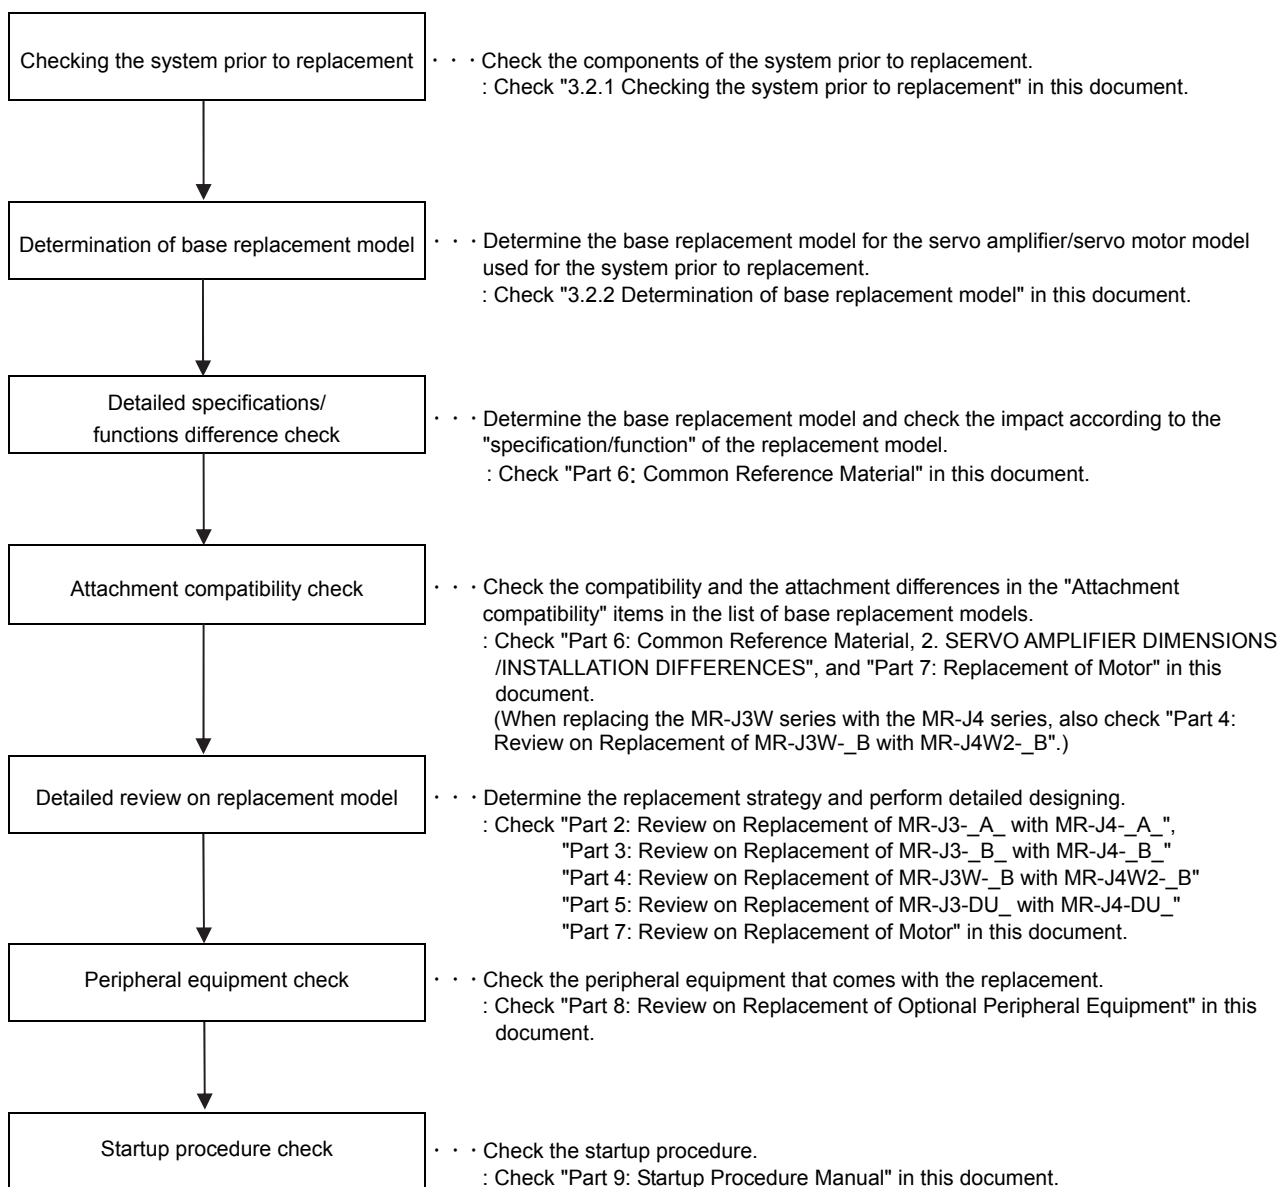 Checking the system prior to replacement
· · · Check the components of the system prior to replacement.
: Check "3.2.1 Checking the system prior to replacement" in this document.
Determination of base replacement model
· · · Determine the base replacement model for the servo amplifier/servo motor model
used for the system prior to replacement.
: Check "3.2.2 Determination of base replacement model" in this document.
Detailed specifications/
functions difference check
· · · Determine the base replacement model and check the impact according to the
"specification/function" of the replacement model.
: Check "Part 6: Common Reference Material" in this document.
Attachment compatibility check
· · · Check the compatibility and the attachment differences in the "Attachment
compatibility" items in the list of base replacement models.
: Check "Part 6: Common Reference Material, 2. SERVO AMPLIFIER DIMENSIONS
/INSTALLATION DIFFERENCES", and "Part 7: Replacement of Motor" in this
document.
(When replacing the MR-J3W series with the MR-J4 series, also check "Part 4:
Review on Replacement of MR-J3W-_B with MR-J4W2-_B".)
Detailed review on replacement model
· · · Determine the replacement strategy and perform detailed designing.
: Check "Part 2: Review on Replacement of MR-J3-_A_ with MR-J4-_A_",
"Part 3: Review on Replacement of MR-J3-_B_ with MR-J4-_B_"
"Part 4: Review on Replacement of MR-J3W-_B with MR-J4W2-_B"
"Part 5: Review on Replacement of MR-J3-DU_ with MR-J4-DU_"
"Part 7: Review on Replacement of Motor" in this document.
Peripheral equipment check
· · · Check the peripheral equipment that comes with the replacement.
: Check "Part 8: Review on Replacement of Optional Peripheral Equipment" in this
document.
Startup procedure check
· · · Check the startup procedure.
: Check "Part 9: Startup Procedure Manual" in this document.